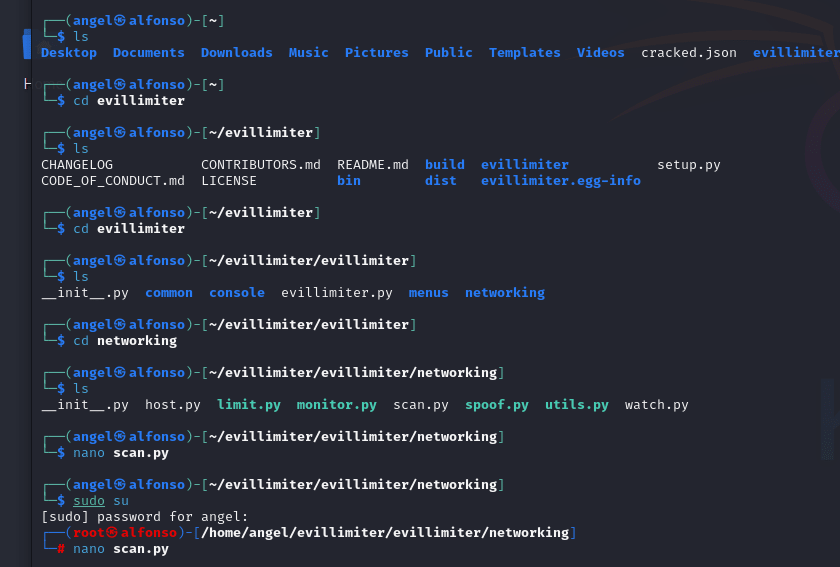 ┌──(angel㉿alfonso)-[~]
└─$ ls
Desktop  Documents  Downloads  Music  Pictures  Public  Templates  Videos  cracked.json  evillimiter
┌──(angel㉿alfonso)-[~]
└─$ cd evillimiter
┌──(angel㉿alfonso)-[~/evillimiter]
└─$ ls
CHANGELOG           CONTRIBUTORS.md  README.md  build  evillimiter           setup.py
CODE_OF_CONDUCT.md  LICENSE          bin        dist   evillimiter.egg-info
┌──(angel㉿alfonso)-[~/evillimiter]
└─$ cd evillimiter
┌──(angel㉿alfonso)-[~/evillimiter/evillimiter]
└─$ ls
__init__.py  common  console  evillimiter.py  menus  networking
┌──(angel㉿alfonso)-[~/evillimiter/evillimiter]
└─$ cd networking
┌──(angel㉿alfonso)-[~/evillimiter/evillimiter/networking]
└─$ ls
__init__.py  host.py  limit.py  monitor.py  scan.py  spoof.py  utils.py  watch.py
┌──(angel㉿alfonso)-[~/evillimiter/evillimiter/networking]
└─$ nano scan.py
┌──(angel㉿alfonso)-[~/evillimiter/evillimiter/networking]
└─$ sudo su
[sudo] password for angel:
┌──(root㉿alfonso)-[/home/angel/evillimiter/evillimiter/networking]
└─# nano scan.py